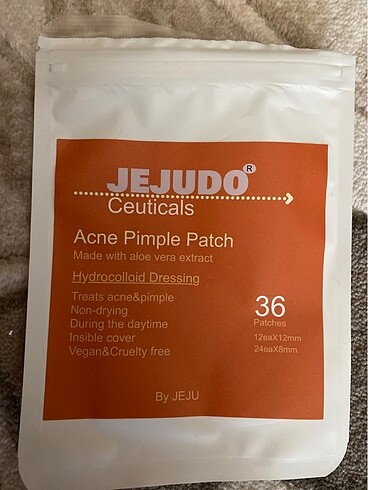 JEJUDO®
Ceuticals
Acne Pimple Patch
Made with aloe vera extract
Hydrocolloid Dressing
Treats acne&pimple
Non-drying
During the daytime
Insible cover
Vegan&Cruelty free
36
Patches
12eaX12mm
24eaX8mm
By JEJU